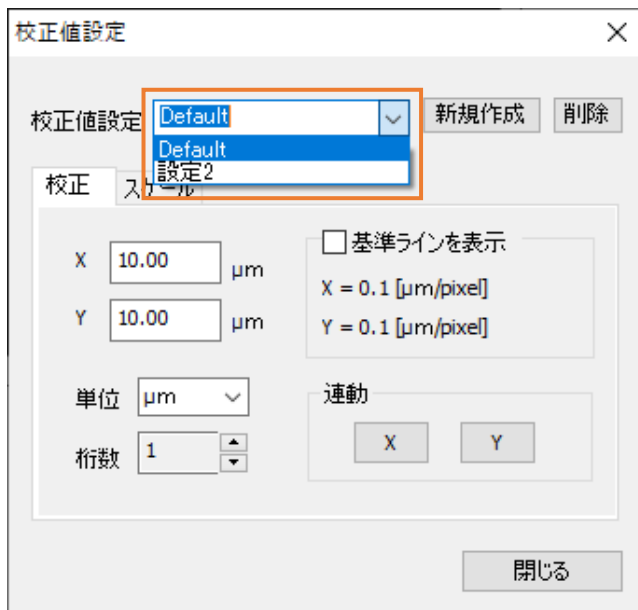 校正値設定
校正値設定 Default 新規作成 削除
Default
設定2
校正 スケール
X 10.00 μm
Y 10.00 μm
単位 μm
桁数 1
基準ラインを表示
X = 0.1 [μm/pixel]
Y = 0.1 [μm/pixel]
連動
X Y
閉じる